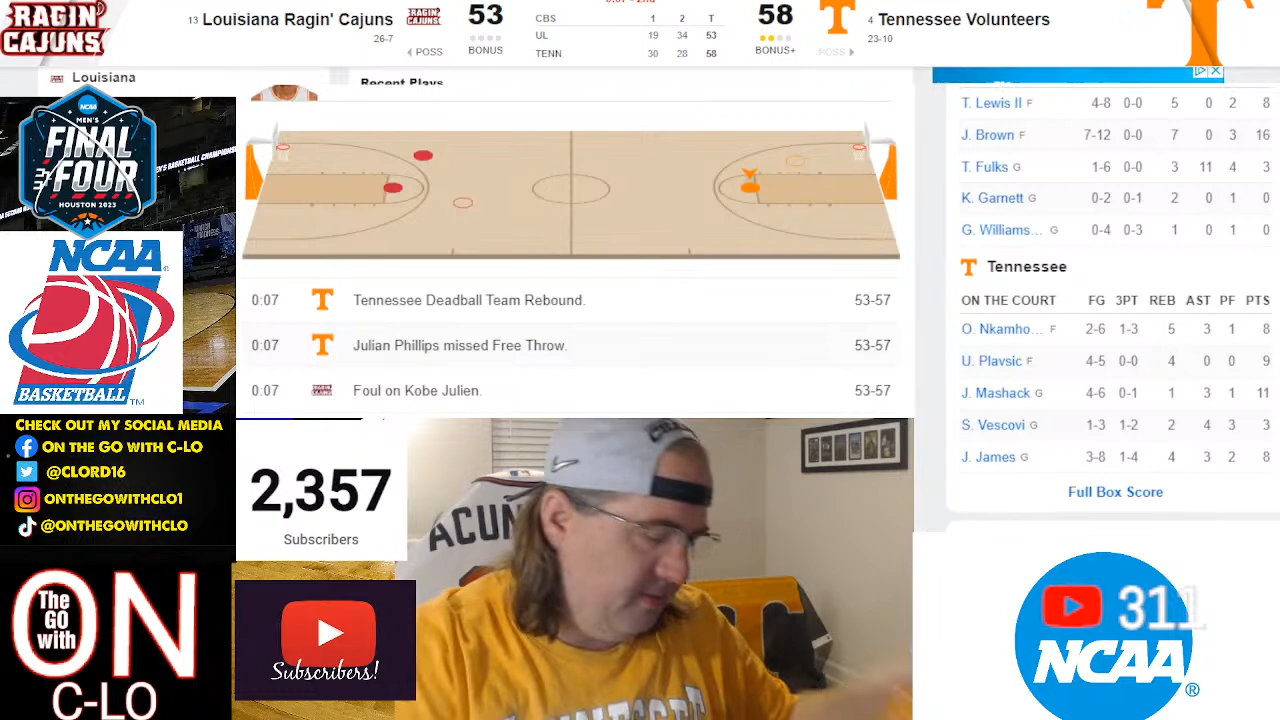 RAGIN'
CAJUNS
13 Louisiana Ragin' Cajuns
26-7
RAGIN'
CAJUNS
POSS
53
BONUS
CBS 1 2 T
UL 19 34 53
TENN 30 28 58
58
BONUS+
POSS
T
4 Tennessee Volunteers
23-10
T
Louisiana
Recent Plays
NCAA
MEN'S
FINAL
FOUR
HOUSTON 2023
T. Lewis II F 4-8 0-0 5 0 2 8
J. Brown F 7-12 0-0 7 0 3 16
T. Fulks G 1-6 0-0 3 11 4 3
K. Garnett G 0-2 0-1 2 0 1 0
G. Williams... G 0-4 0-3 1 0 1 0
T Tennessee
ON THE COURT FG 3PT REB AST PF PTS
O. Nkamho... F 2-6 1-3 5 3 1 8
U. Plavsic F 4-5 0-0 4 0 0 9
J. Mashack G 4-6 0-1 1 3 1 11
S. Vescovi G 1-3 1-2 2 4 3 3
J. James G 3-8 1-4 4 3 2 8
Full Box Score
NCAA
BASKETBALL TM
0:07 T Tennessee Deadball Team Rebound. 53-57
0:07 T Julian Phillips missed Free Throw. 53-57
0:07 Foul on Kobe Julien. 53-57
CHECK OUT MY SOCIAL MEDIA
ON THE GO WITH C-LO
@CLORD16
ONTHEGOWITHCLO1
@ONTHEGOWITHCLO
2,357
Subscribers
ACUN
The
GO
with
ON
C-LO
Subscribers!
311
NCAA®